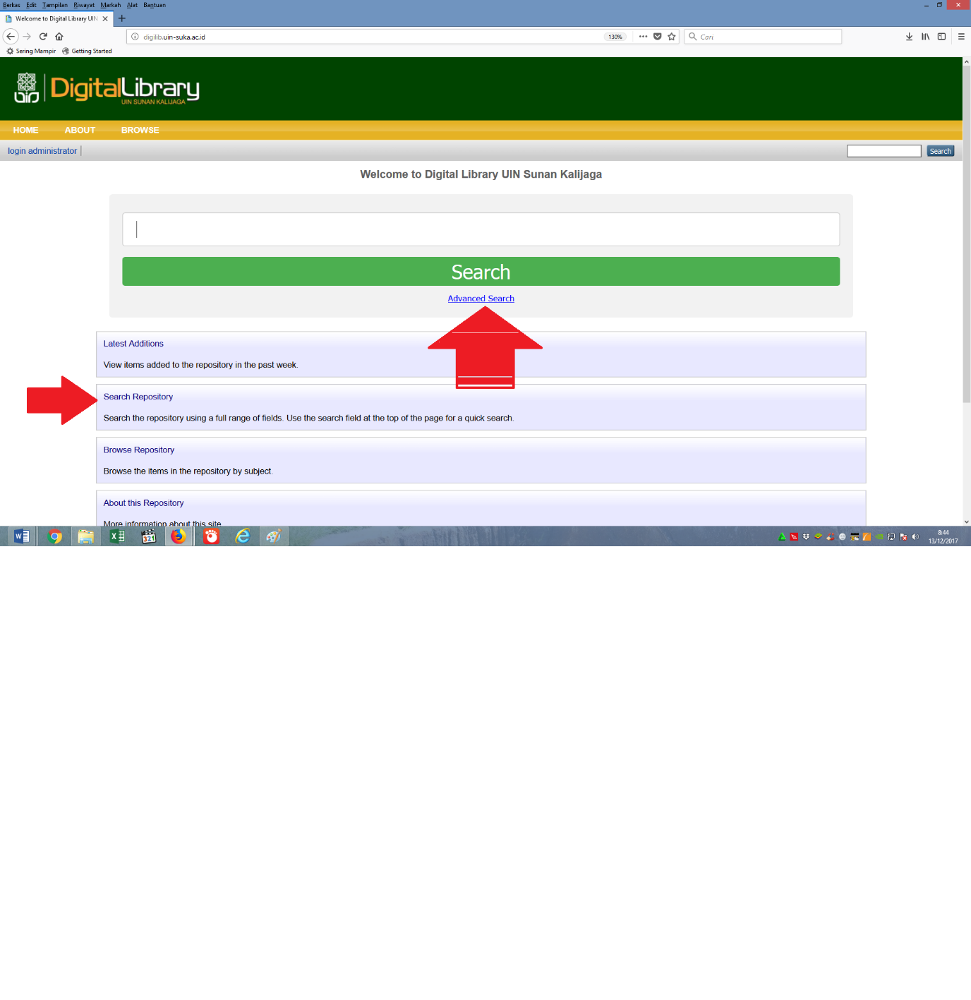 Berkas Edit Tampilan Riwayat Markah Alat Bantuan
Welcome to Digital Library UIN
digilib.uin-suka.ac.id 130% Cari
Sering Mampir Getting Started
DigitalLibrary
UIN SUNAN KALIJAGA
HOME ABOUT BROWSE
login administrator Search
Welcome to Digital Library UIN Sunan Kalijaga
Search
Advanced Search
Latest Additions
View items added to the repository in the past week.
Search Repository
Search the repository using a full range of fields. Use the search field at the top of the page for a quick search.
Browse Repository
Browse the items in the repository by subject.
About this Repository
More information about this site
321
8:44
13/12/2017